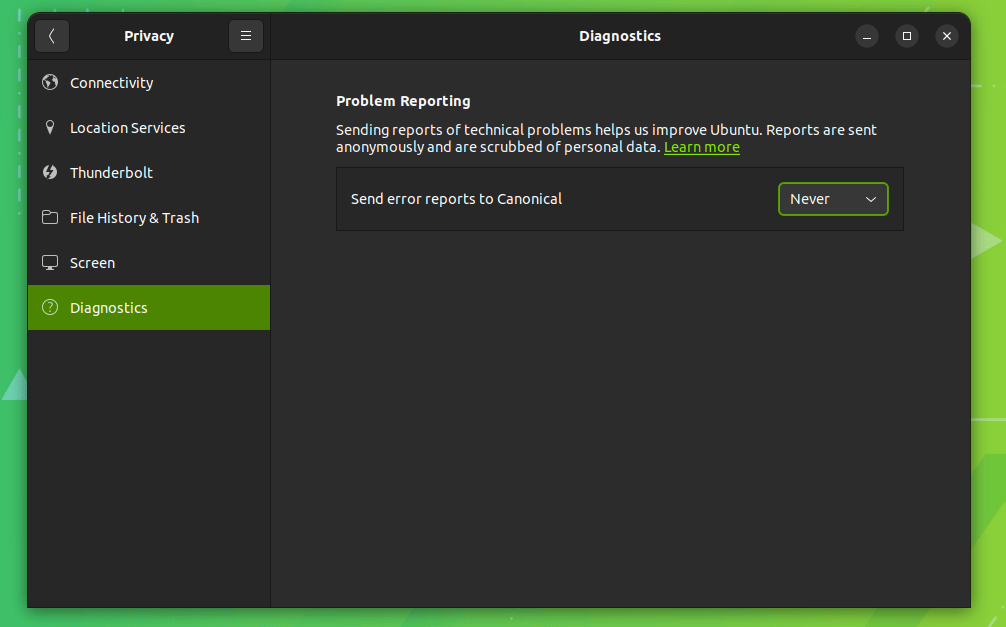 Privacy
Diagnostics
Connectivity
Location Services
Thunderbolt
File History & Trash
Screen
Diagnostics
Problem Reporting
Sending reports of technical problems helps us improve Ubuntu. Reports are sent
anonymously and are scrubbed of personal data. Learn more
Send error reports to Canonical
Never